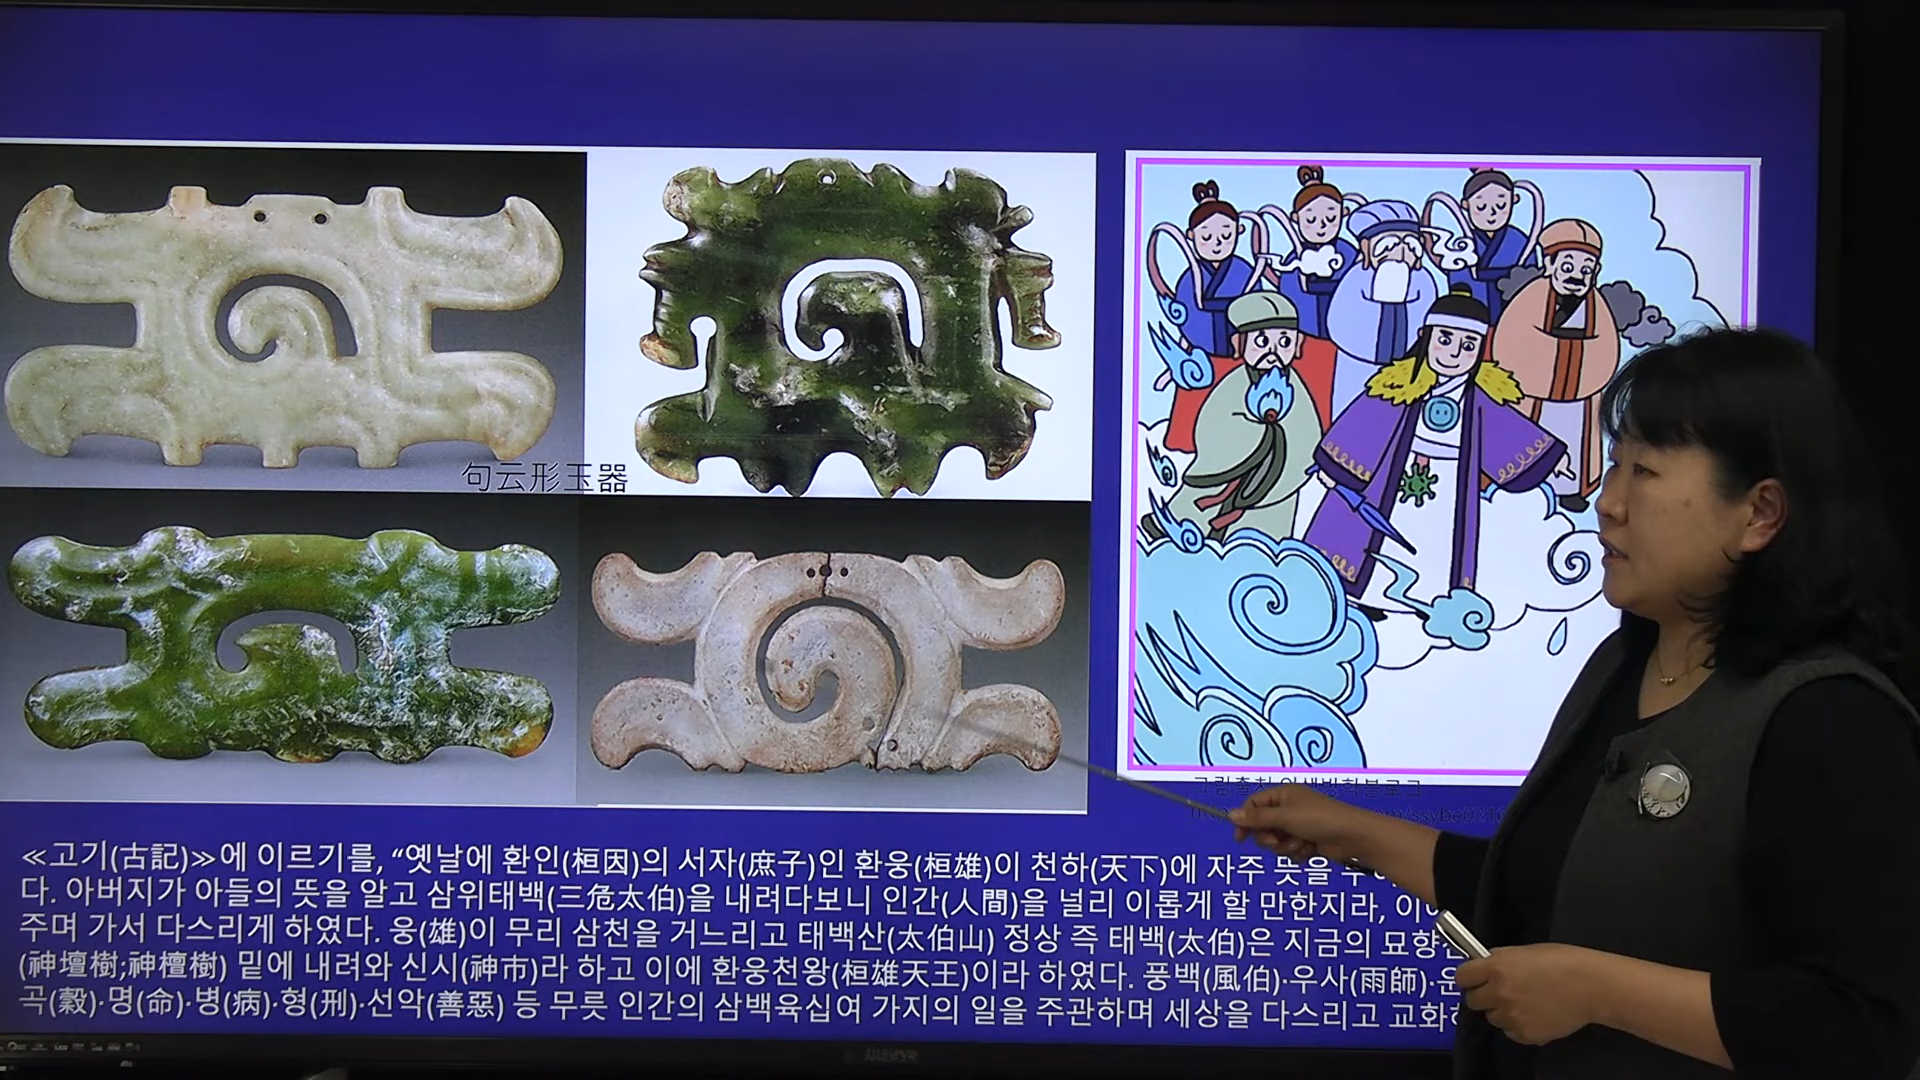 句云形玉器
그림출처
≪고기(古記)≫에 이르기를, “옛날에 환인(桓因)의 서자(庶子)인 환웅(桓雄)이 천하(天下)에 자주 뜻을
다. 아버지가 아들의 뜻을 알고 삼위태백(三危太伯)을 내려다보니 인간(人間)을 널리 이롭게 할 만한지라,
주며 가서 다스리게 하였다. 웅(雄)이 무리 삼천을 거느리고 태백산(太伯山) 정상 즉 태백(太伯)은 지금의 묘향산
(神壇樹;神檀樹) 밑에 내려와 신시(神市)라 하고 이에 환웅천왕(桓雄天王)이라 하였다. 풍백(風伯)·우사(雨師)·운
곡(穀)·명(命)·병(病)·형(刑)·선악(善惡) 등 무릇 인간의 삼백육십여 가지의 일을 주관하며 세상을 다스리고 교화